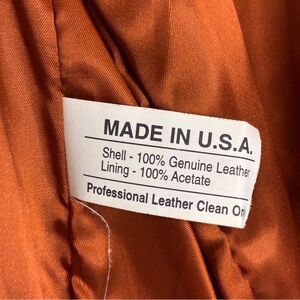 MADE IN U.S.A.
Shell - 100% Genuine Leather
Lining - 100% Acetate
Professional Leather Clean